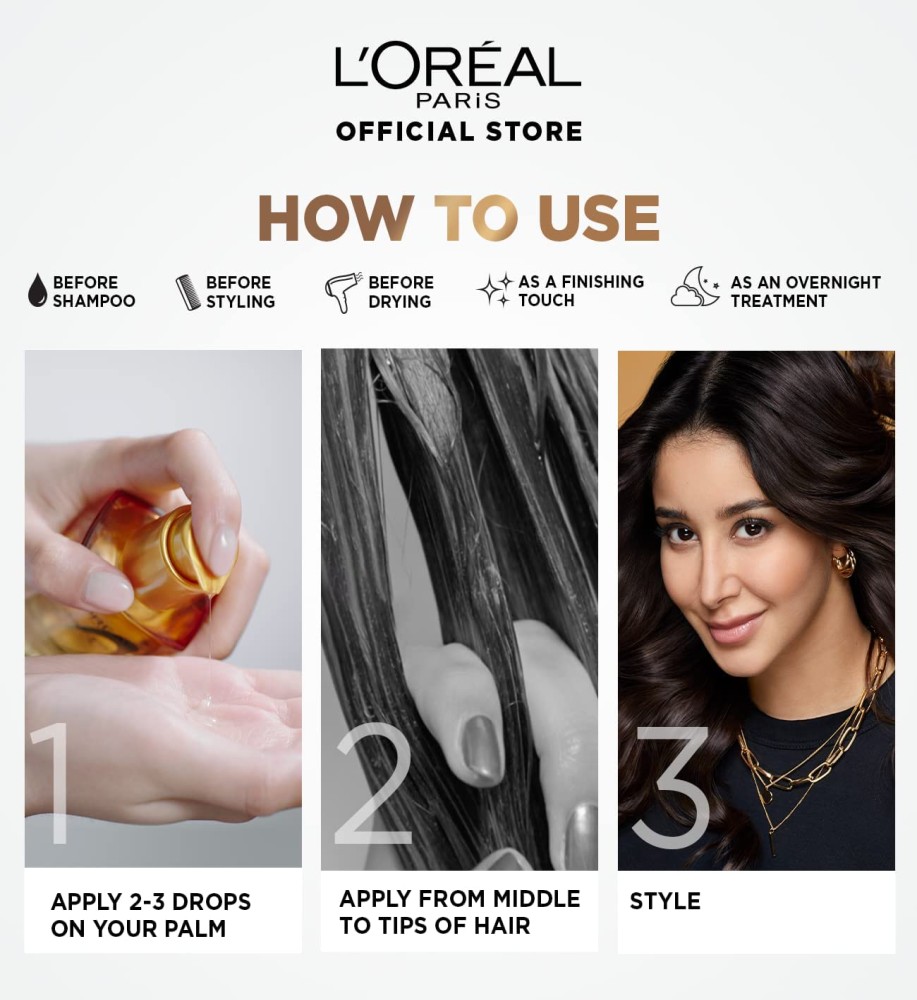 L'ORÉAL
PARiS
OFFICIAL STORE
HOW TO USE
BEFORE
SHAMPOO
BEFORE
STYLING
BEFORE
DRYING
AS A FINISHING
TOUCH
AS AN OVERNIGHT
TREATMENT
1
APPLY 2-3 DROPS
ON YOUR PALM
2
APPLY FROM MIDDLE
TO TIPS OF HAIR
3
STYLE